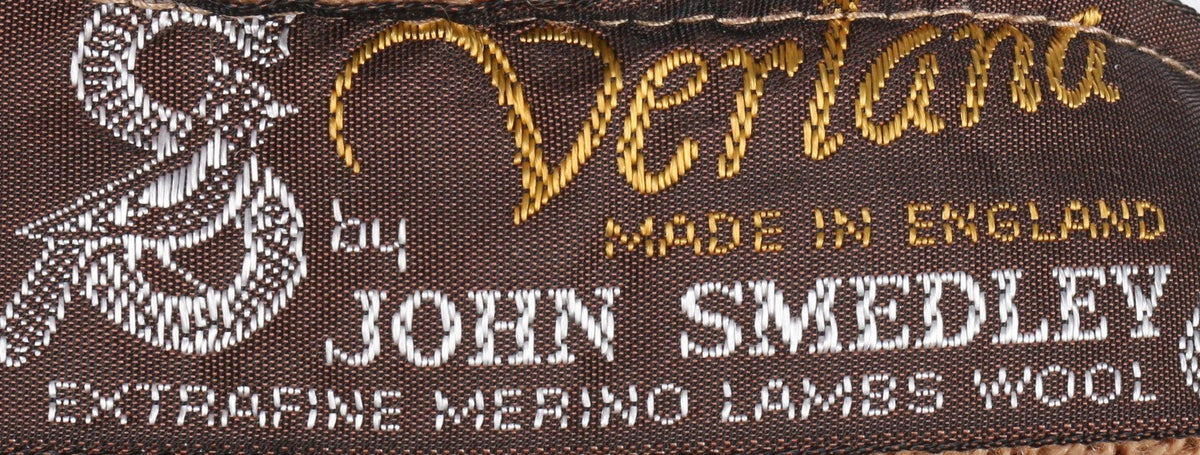 Verlana
MADE IN ENGLAND
by
JOHN SMEDLEY
EXTRAFINE MERINO LAMBS WOOL